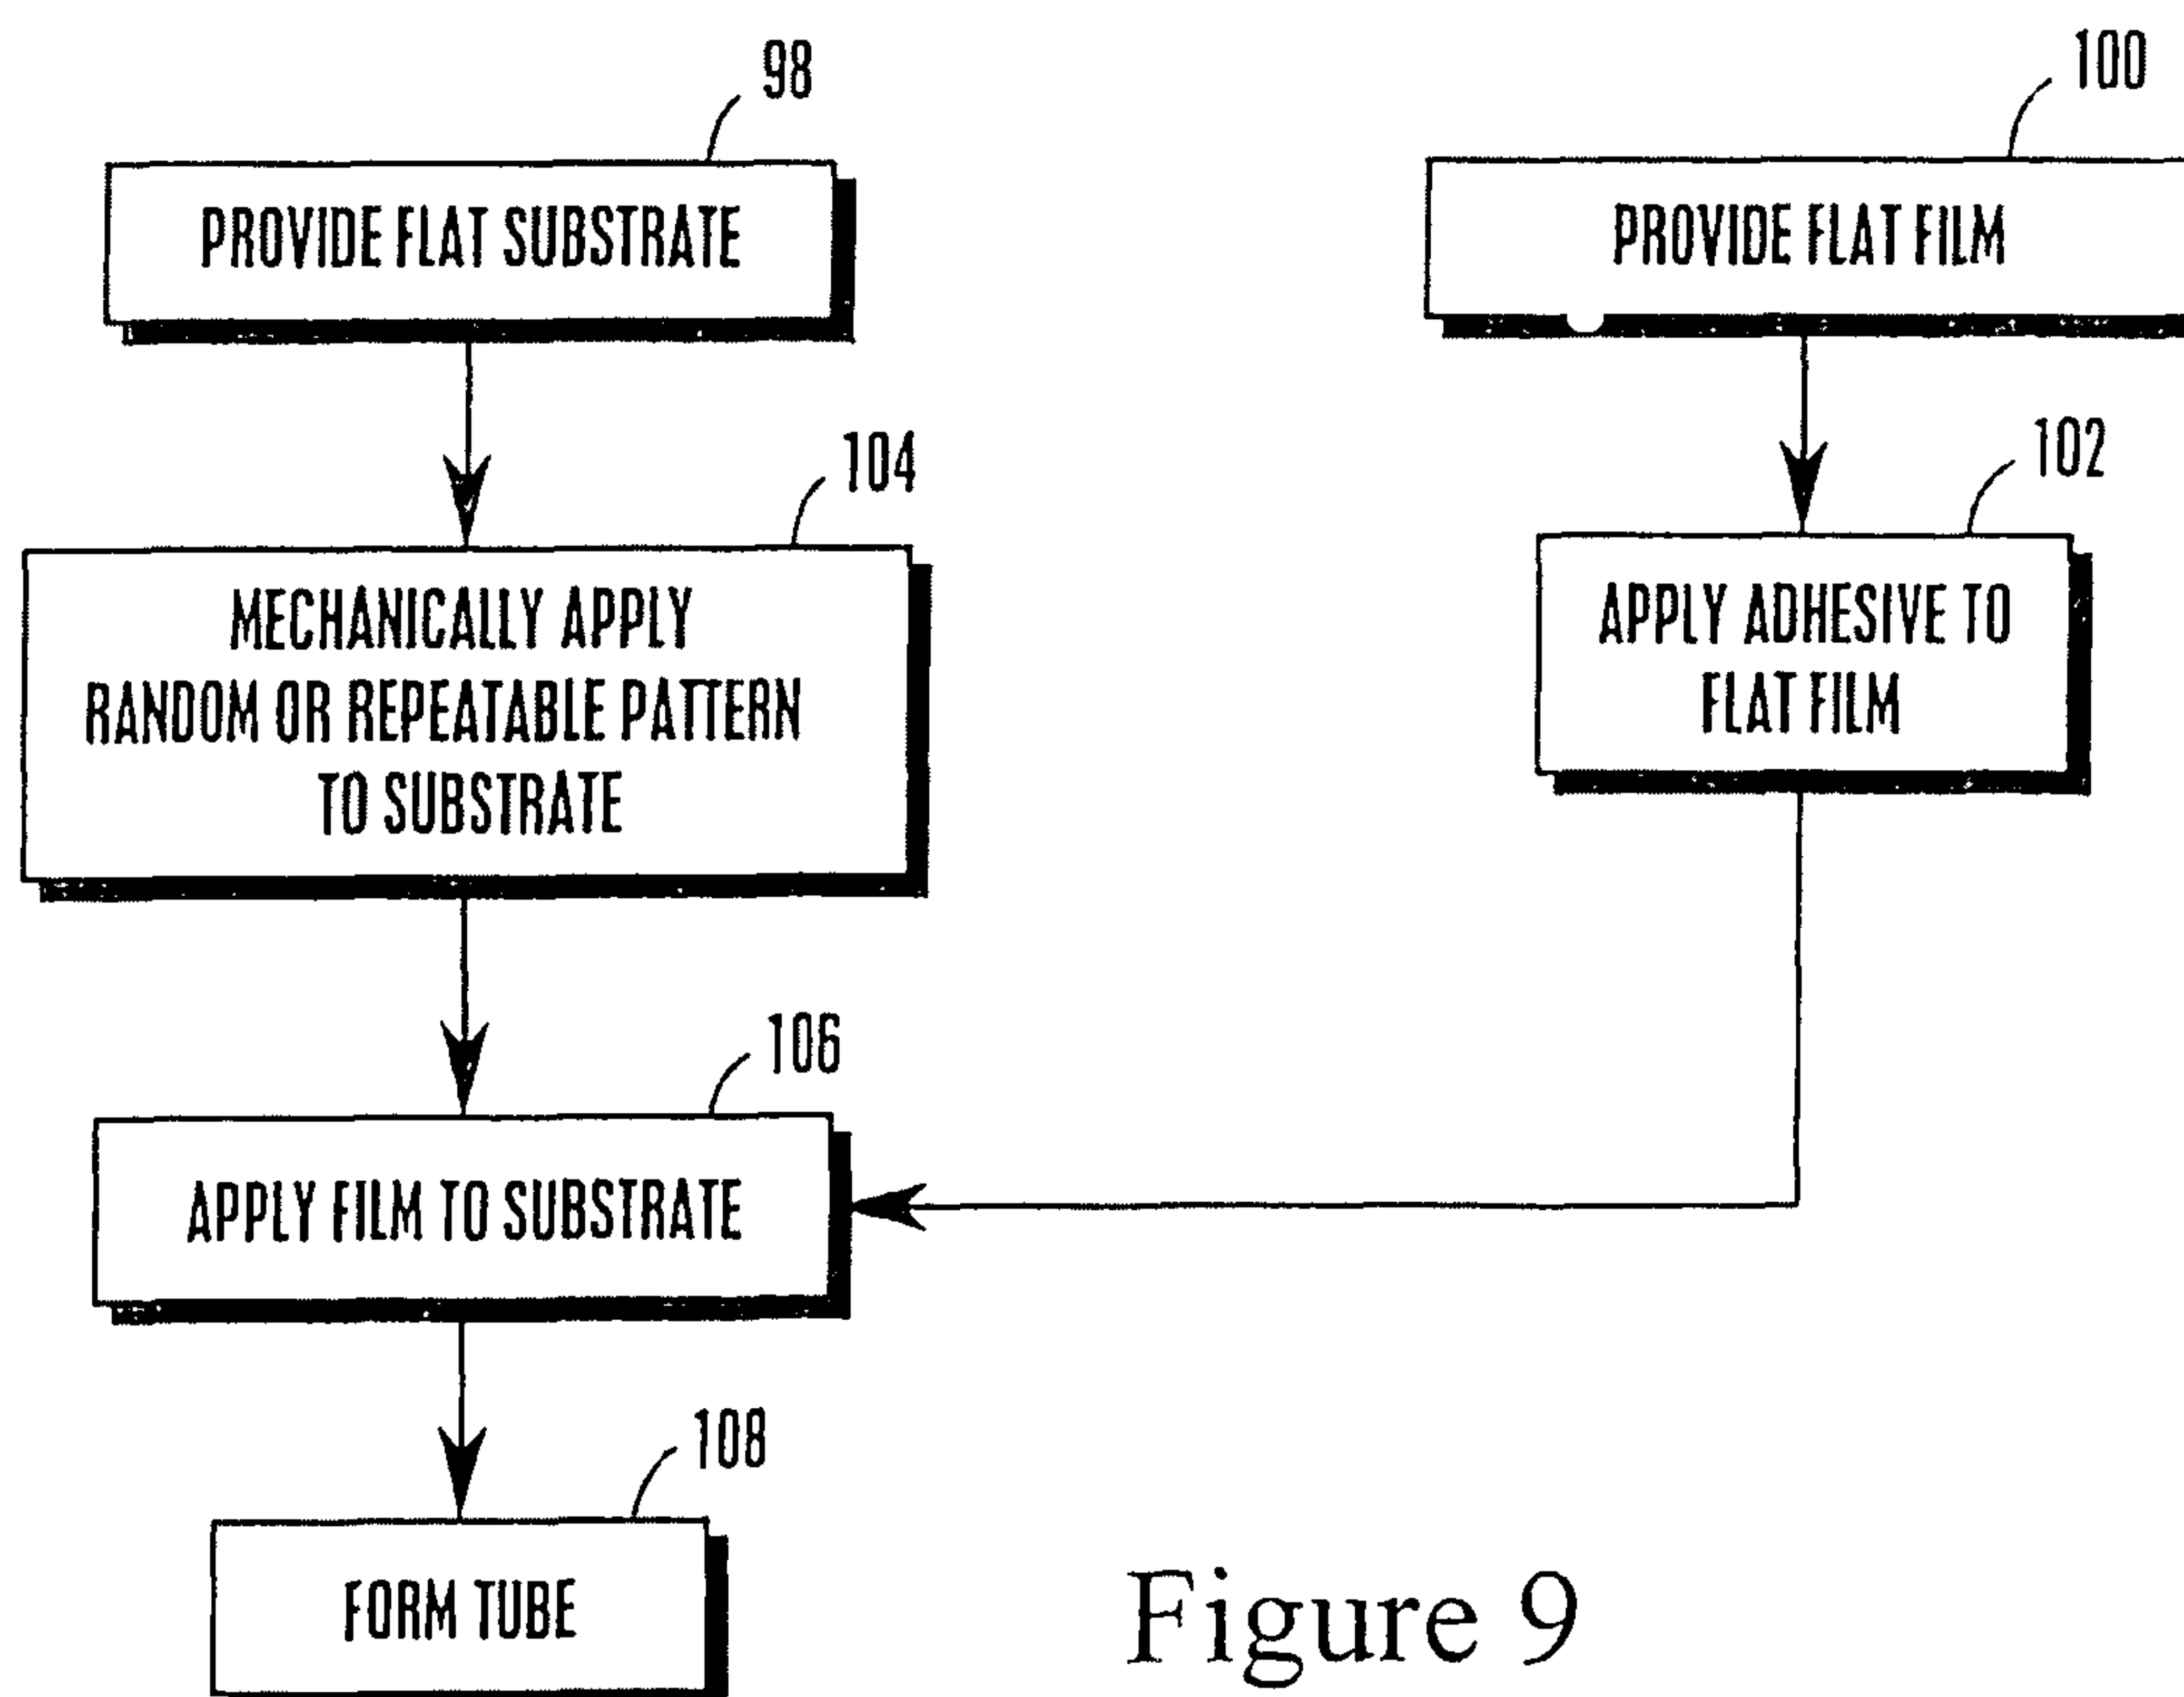 98
PROVIDE FLAT SUBSTRATE
100
PROVIDE FLAT FILM
104
MECHANICALLY APPLY
RANDOM OR REPEATABLE PATTERN
TO SUBSTRATE
102
APPLY ADHESIVE TO
FLAT FILM
106
APPLY FILM TO SUBSTRATE
108
FORM TUBE
Figure 9